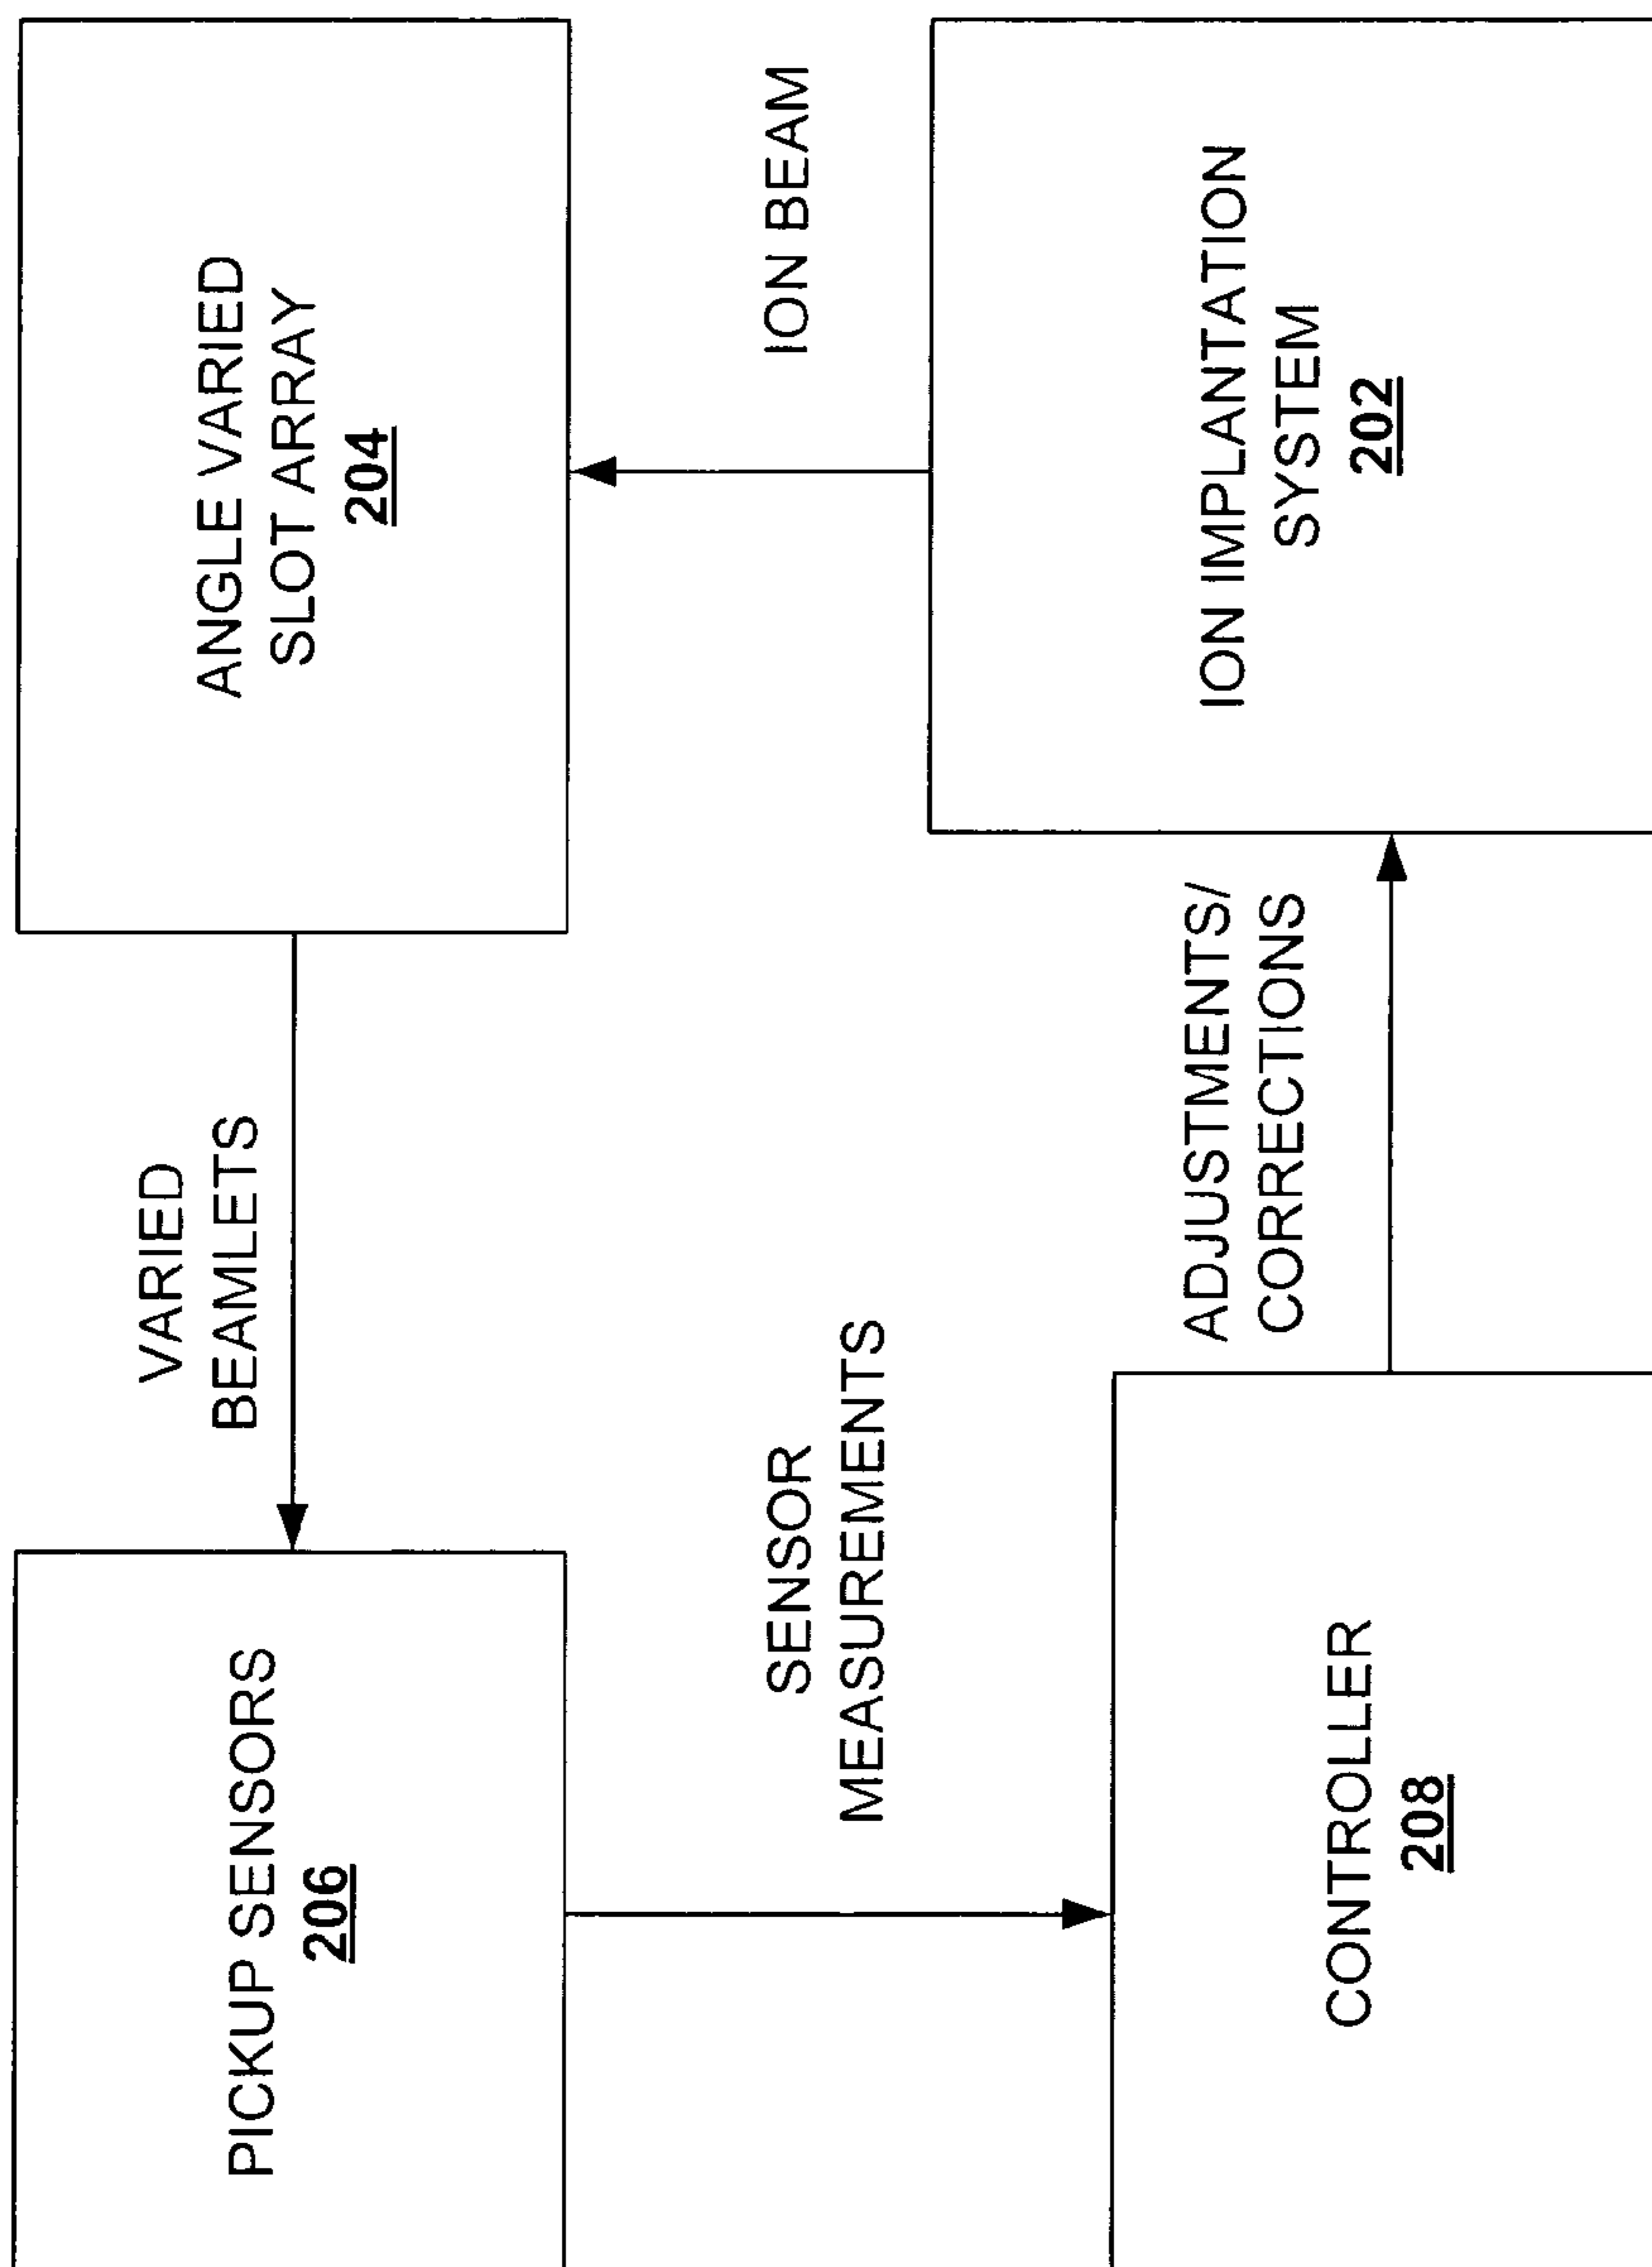 PICKUP SENSORS
206
VARIED
BEAMLETS
ANGLE VARIED
SLOT ARRAY
204
SENSOR
MEASUREMENTS
ION BEAM
CONTROLLER
208
ADJUSTMENTS/
CORRECTIONS
ION IMPLANTATION
SYSTEM
202